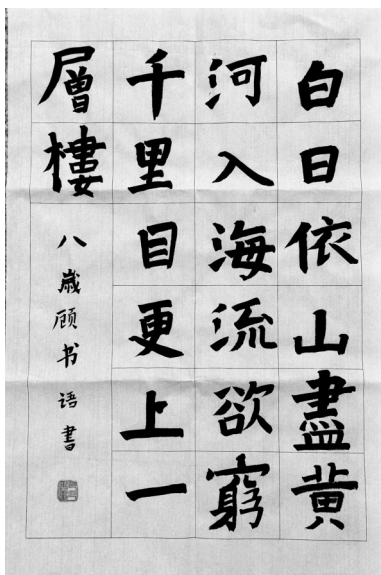 白日依山盡黄
河入海流欲窮
千里目更上一
層樓
八歲顾书语書